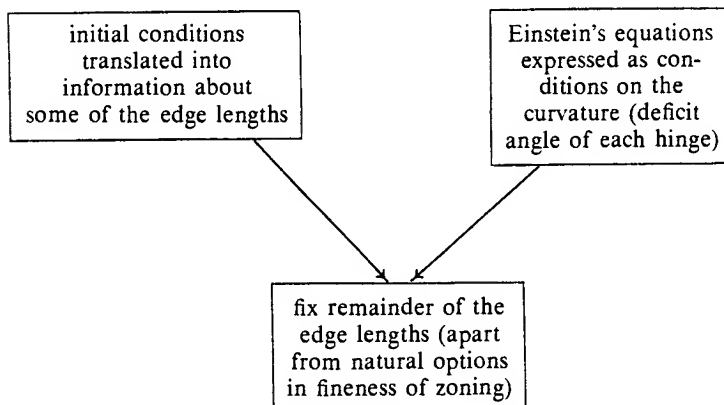 initial conditions
translated into
information about
some of the edge lengths
Einstein's equations
expressed as con-
ditions on the
curvature (deficit
angle of each hinge)
fix remainder of the
edge lengths (apart
from natural options
in fineness of zoning)